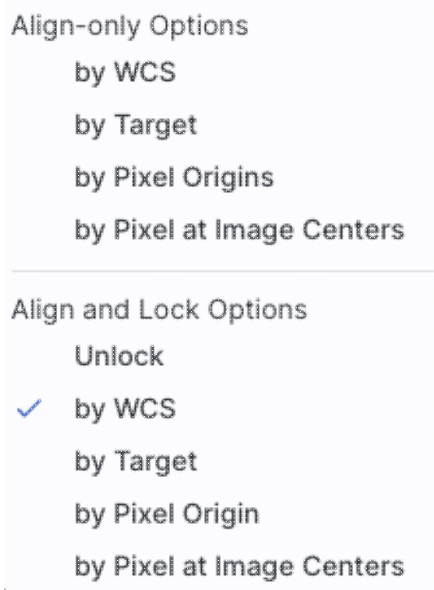 Align-only Options
by WCS
by Target
by Pixel Origins
by Pixel at Image Centers
Align and Lock Options
Unlock
by WCS
by Target
by Pixel Origin
by Pixel at Image Centers